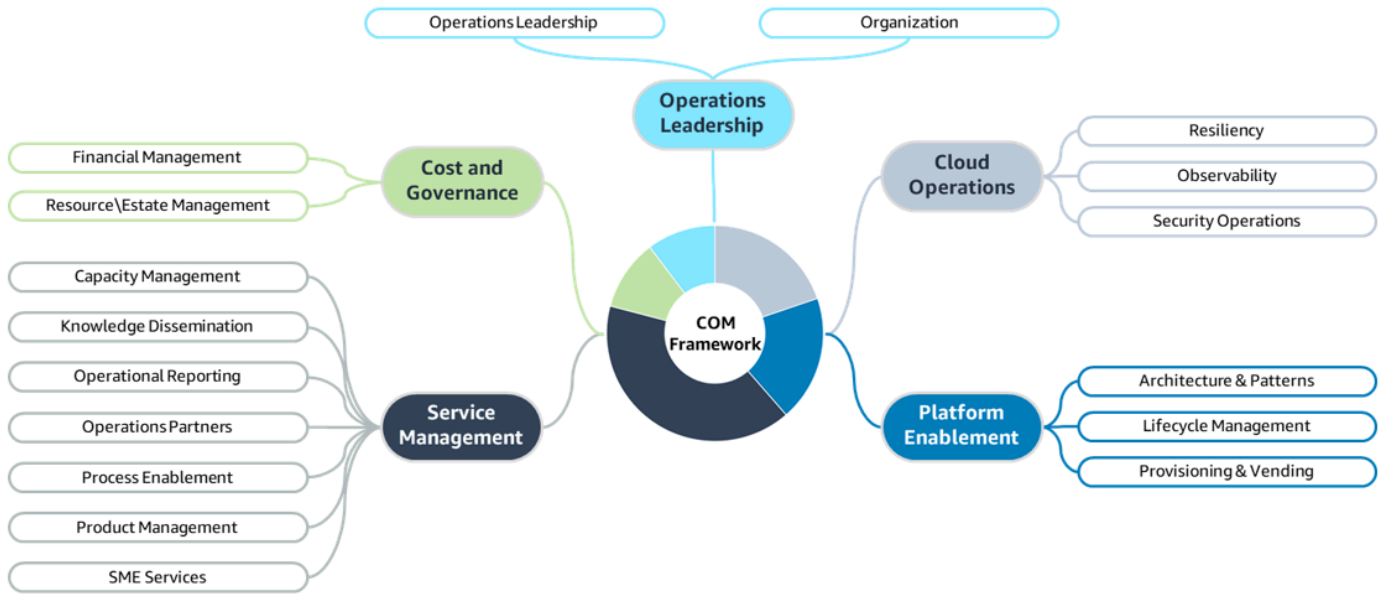 Operations Leadership
Organization
Operations
Leadership
Financial Management
Resource\Estate Management
Cost and
Governance
Cloud
Operations
Resiliency
Observability
Security Operations
COM
Framework
Capacity Management
Knowledge Dissemination
Operational Reporting
Operations Partners
Process Enablement
Product Management
SME Services
Service
Management
Platform
Enablement
Architecture & Patterns
Lifecycle Management
Provisioning & Vending